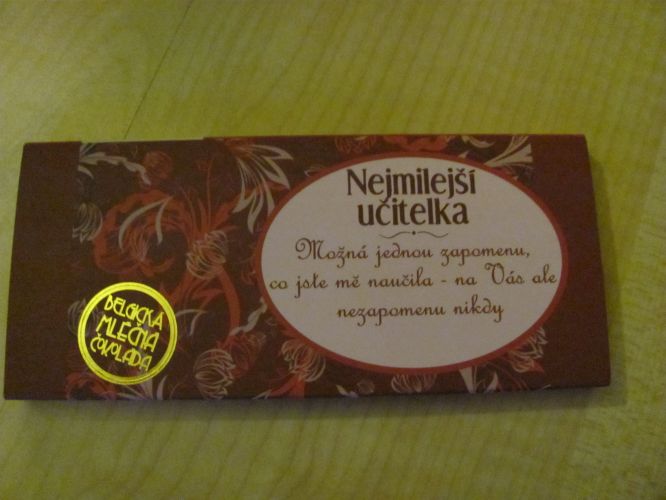 Nejmilejší
učitelka
Možná jednou zapomenu,
co jste mě naučila - na Vás ale
nezapomenu nikdy
BELGICKÁ
MLÉČNÁ
ČOKOLÁDA